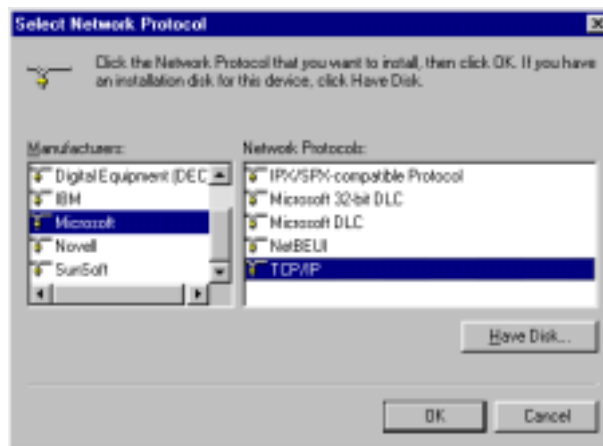 Select Network Protocol
Click the Network Protocol that you want to install, then click OK. If you have
an installation disk for this device, click Have Disk.
Manufacturers:
Digital Equipment (DEC
IBM
Microsoft
Novell
SunSoft
Network Protocols:
IPX/SPX-compatible Protocol
Microsoft 32-bit DLC
Microsoft DLC
NetBEUI
TCP/IP
Have Disk...
OK
Cancel